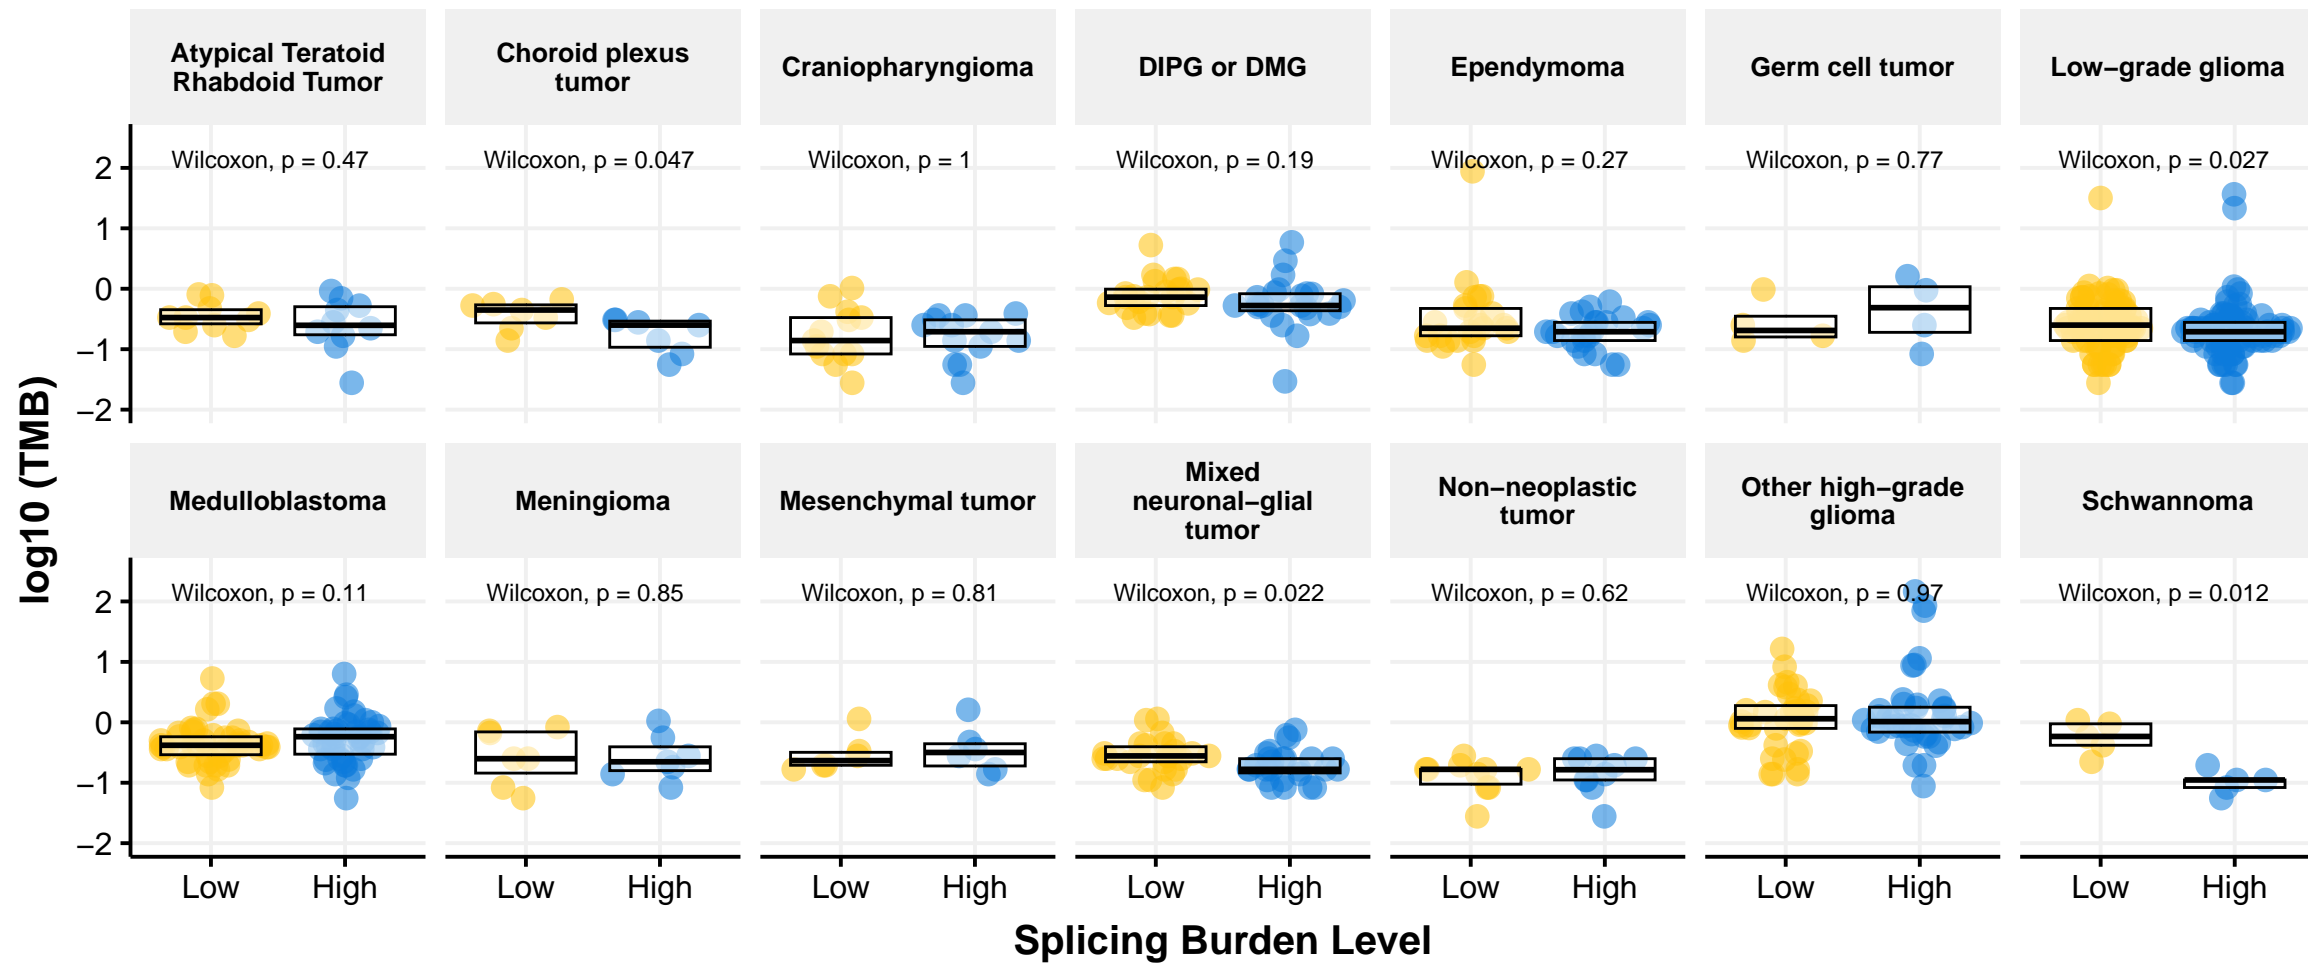 Atypical Teratoid
Rhabdoid Tumor
Choroid plexus
tumor
Craniopharyngioma
DIPG or DMG
Ependymoma
Germ cell tumor
Low−grade glioma
Wilcoxon, p = 0.47
Wilcoxon, p = 0.047
Wilcoxon, p = 1
Wilcoxon, p = 0.19
Wilcoxon, p = 0.27
Wilcoxon, p = 0.77
Wilcoxon, p = 0.027
2
1
0
−1
−2
log10 (TMB)
Medulloblastoma
Meningioma
Mesenchymal tumor
Mixed
neuronal−glial
tumor
Non−neoplastic
tumor
Other high−grade
glioma
Schwannoma
Wilcoxon, p = 0.11
Wilcoxon, p = 0.85
Wilcoxon, p = 0.81
Wilcoxon, p = 0.022
Wilcoxon, p = 0.62
Wilcoxon, p = 0.97
Wilcoxon, p = 0.012
2
1
0
−1
−2
Low High
Low High
Low High
Low High
Low High
Low High
Low High
Splicing Burden Level